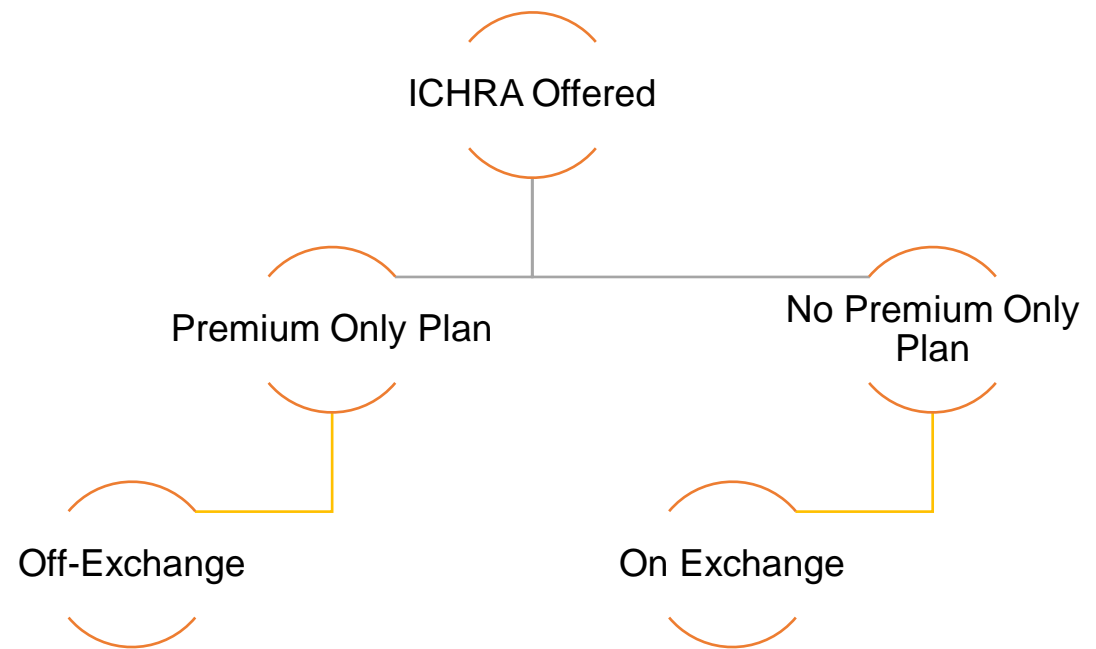 ICHRA Offered
Premium Only Plan
No Premium Only
Plan
Off-Exchange
On Exchange